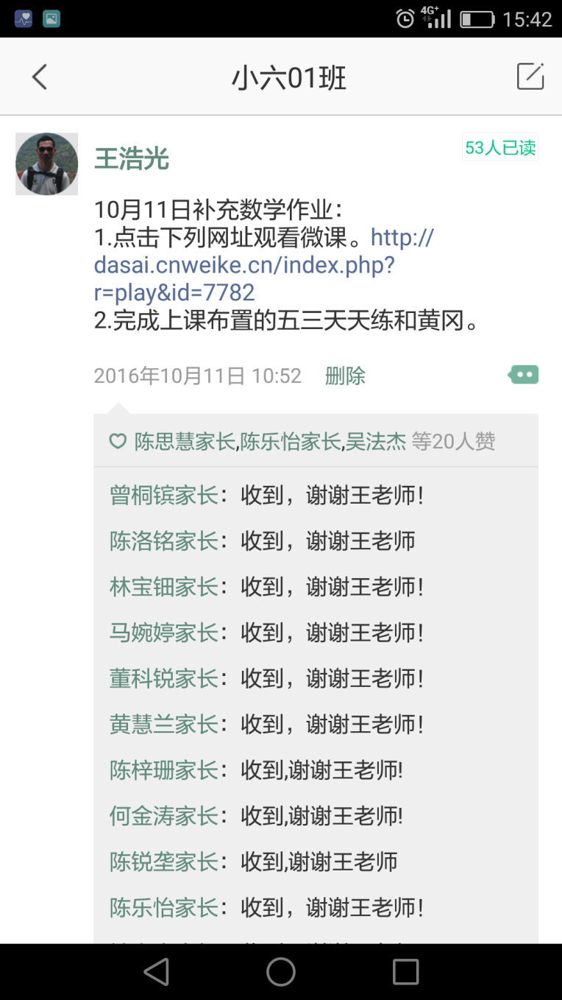 4G+ 15:42
小六01班
王浩光
53人已读
10月11日补充数学作业：
1.点击下列网址观看微课。http://
dasai.cnweike.cn/index.php?
r=play&id=7782
2.完成上课布置的五三天天练和黄冈。
2016年10月11日 10:52 删除
陈思慧家长,陈乐怡家长,吴法杰 等20人赞
曾桐镔家长：收到，谢谢王老师！
陈洛铭家长：收到，谢谢王老师
林宝钿家长：收到，谢谢王老师！
马婉婷家长：收到，谢谢王老师！
董科锐家长：收到，谢谢王老师！
黄慧兰家长：收到，谢谢王老师！
陈梓珊家长：收到,谢谢王老师!
何金涛家长：收到,谢谢王老师!
陈锐垄家长：收到,谢谢王老师
陈乐怡家长：收到，谢谢王老师！